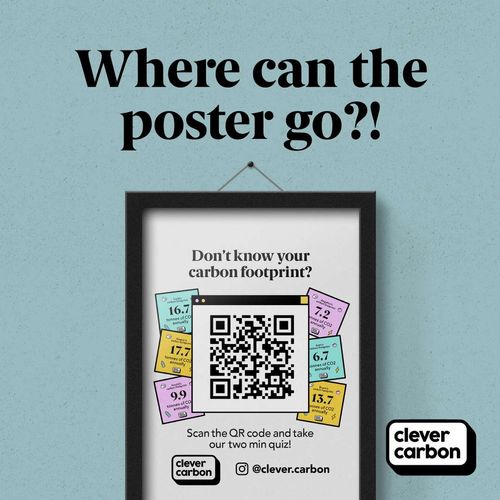 Where can the
poster go?!
Don't know your
carbon footprint?
16.7
tonnes of CO2
annually
17.7
tonnes of CO2
annually
9.9
tonnes of CO2
annually
7.2
tonnes of CO2
annually
6.7
tonnes of CO2
annually
13.7
tonnes of CO2
annually
Scan the QR code and take
our two min quiz!
clever
carbon
@clever.carbon
clever
carbon